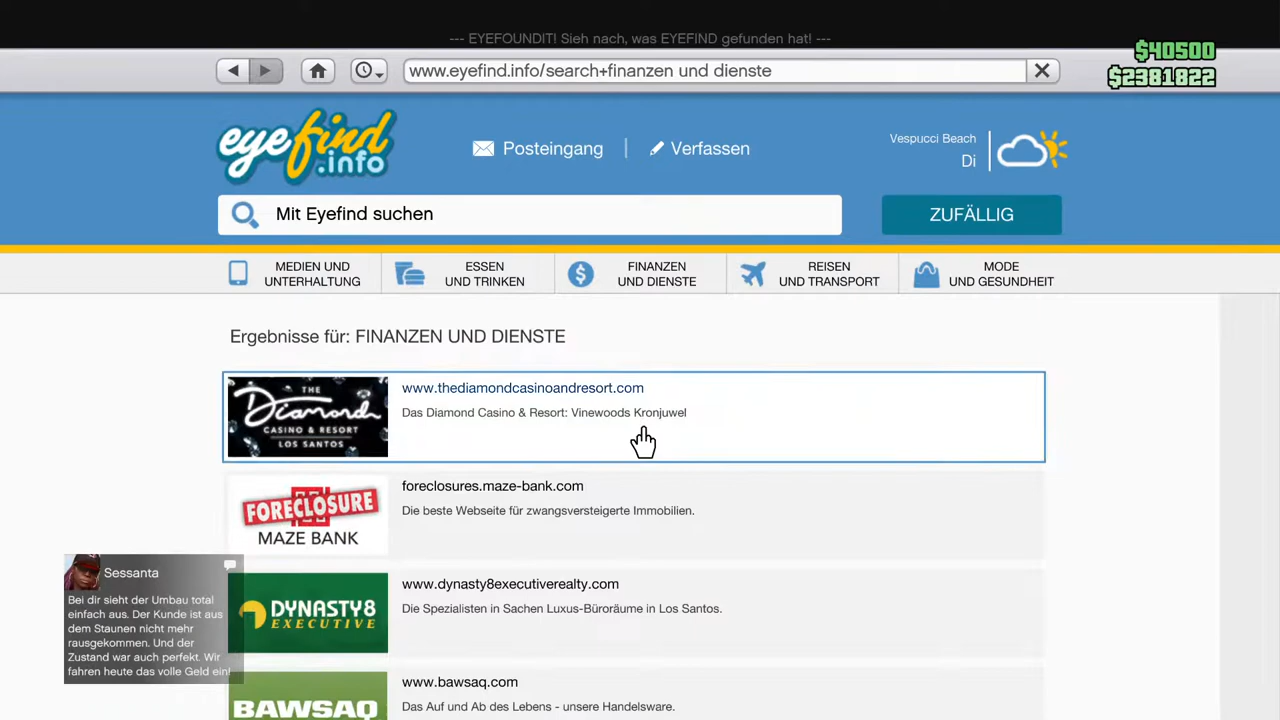 --- EYEFOUNDIT! Sieh nach, was EYEFIND gefunden hat! ---
$40500
www.eyefind.info/search+finanzen und dienste
$2381822
eyefind
.info
Posteingang
Verfassen
Vespucci Beach
Di
Mit Eyefind suchen
ZUFÄLLIG
MEDIEN UND
UNTERHALTUNG
ESSEN
UND TRINKEN
FINANZEN
UND DIENSTE
REISEN
UND TRANSPORT
MODE
UND GESUNDHEIT
Ergebnisse für: FINANZEN UND DIENSTE
THE
Diamond
CASINO & RESORT
LOS SANTOS
www.thediamondcasinoandresort.com
Das Diamond Casino & Resort: Vinewoods Kronjuwel
FORECLOSURE
MAZE BANK
foreclosures.maze-bank.com
Die beste Webseite für zwangsversteigerte Immobilien.
Sessanta
Bei dir sieht der Umbau total
einfach aus. Der Kunde ist aus
dem Staunen nicht mehr
rausgekommen. Und der
Zustand war auch perfekt. Wir
fahren heute das volle Geld ein!
DYNASTY8
EXECUTIVE
www.dynasty8executiverealty.com
Die Spezialisten in Sachen Luxus-Büroräume in Los Santos.
BAWSAQ
www.bawsaq.com
Das Auf und Ab des Lebens - unsere Handelsware.